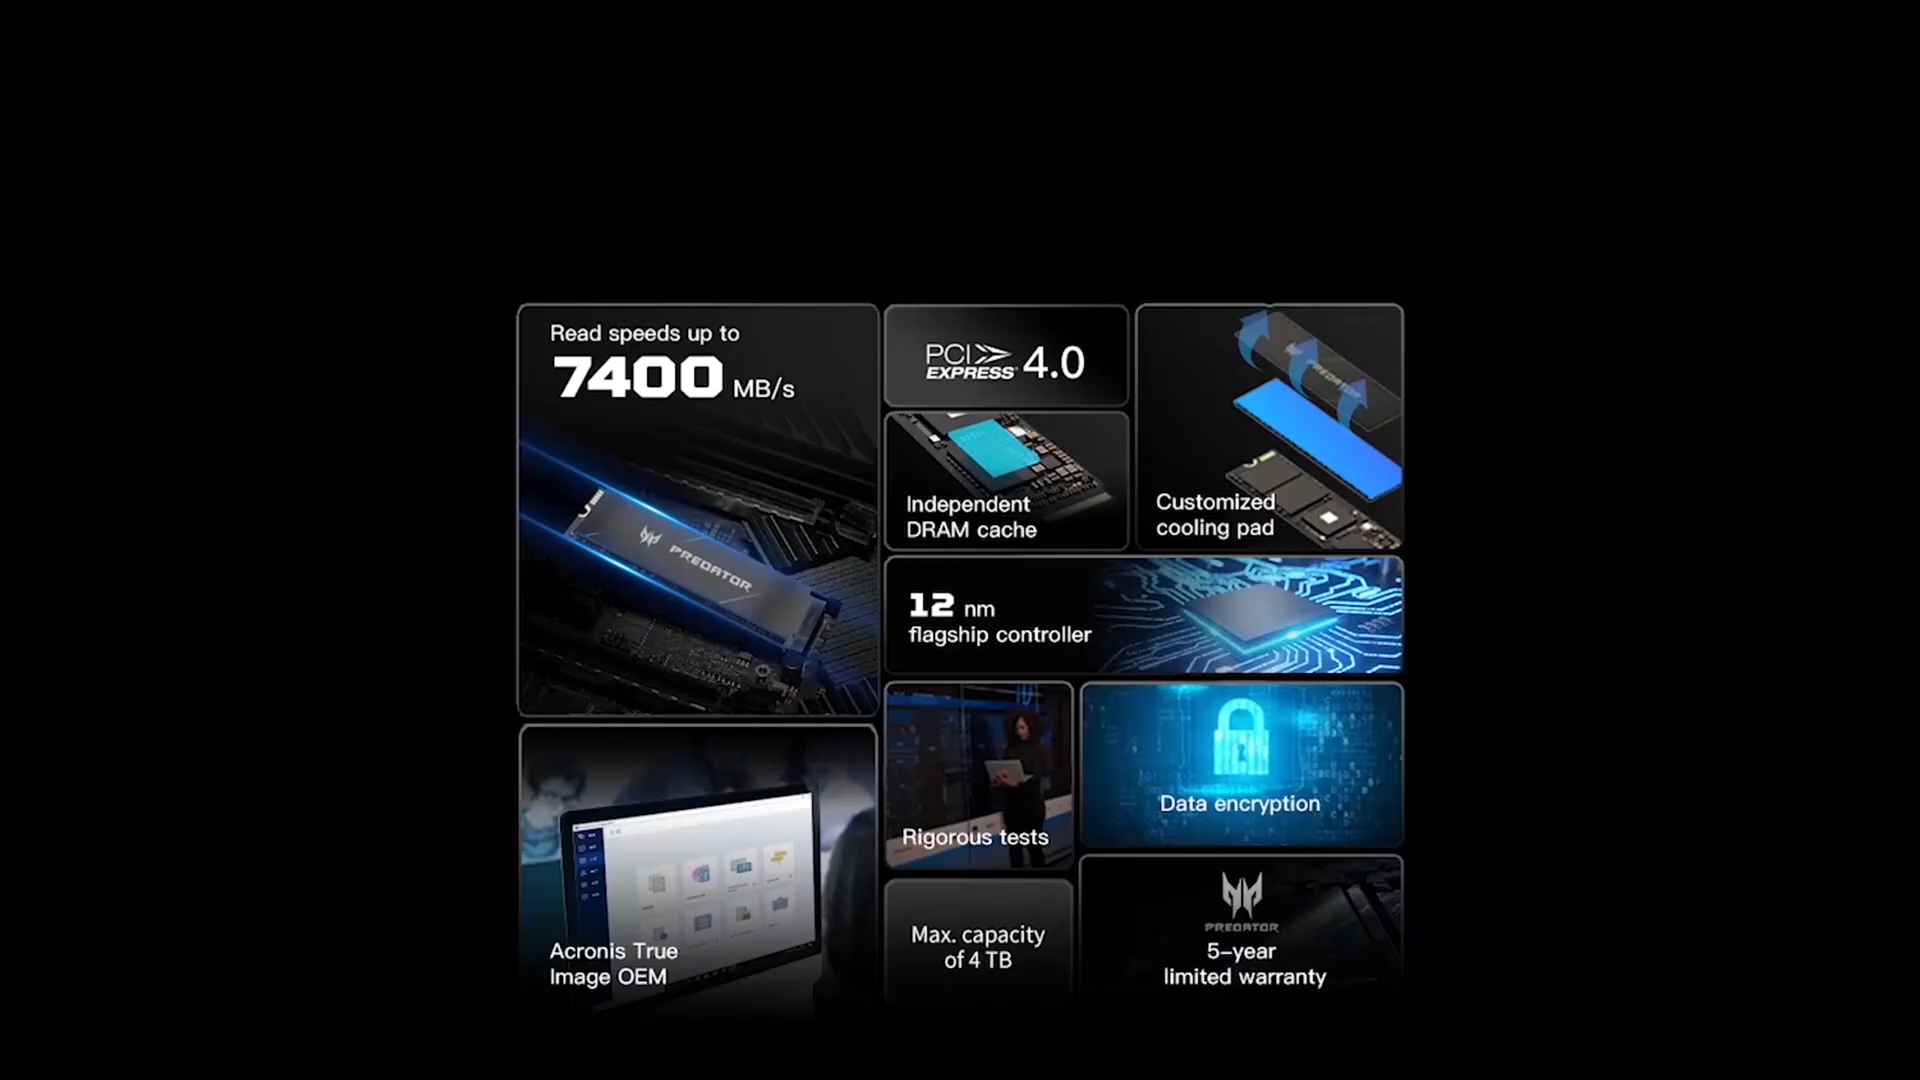 Read speeds up to
7400 MB/s
PREDATOR
PCI
EXPRESS 4.0
Independent
DRAM cache
PREDATOR
Customized
cooling pad
12 nm
flagship controller
Acronis True
Image OEM
Rigorous tests
Data encryption
Max. capacity
of 4 TB
PREDATOR
5-year
limited warranty